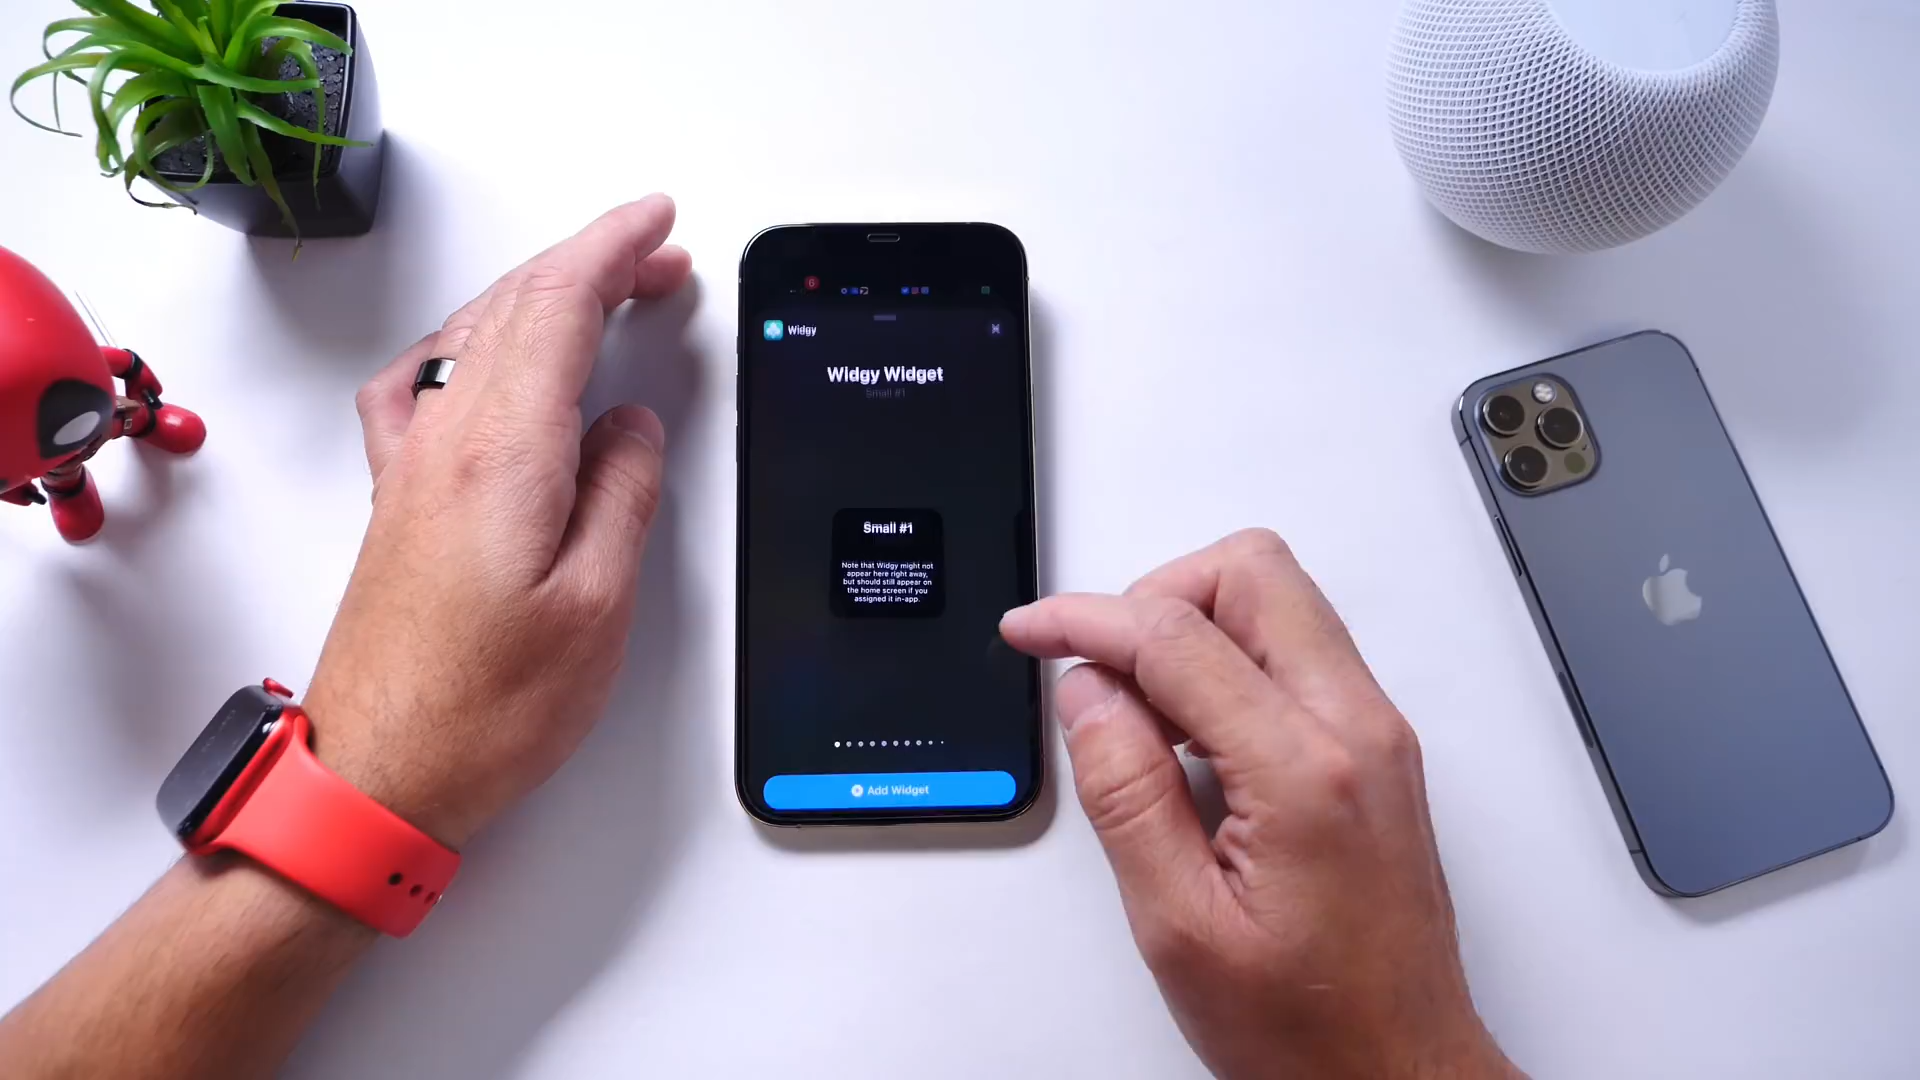 6
Widgy
Widgy Widget
Small #1
Small #1
Note that Widgy might not
appear here right away,
but should still appear on
the home screen if you
assigned it in-app.
Add Widget